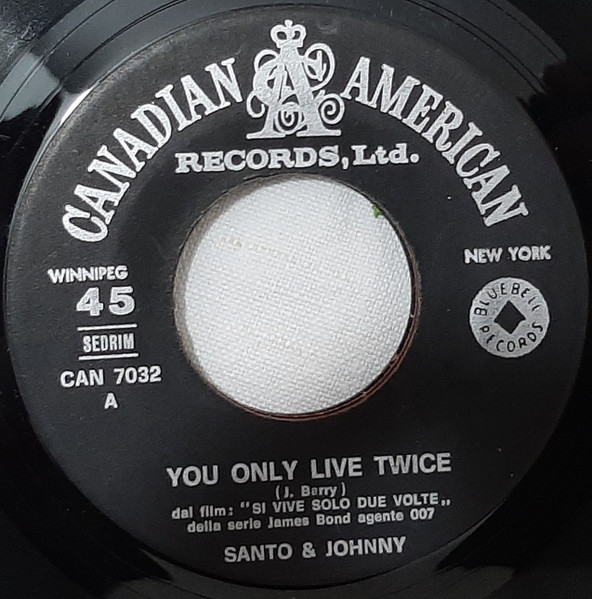 CANADIAN AMERICAN
RECORDS, Ltd.
WINNIPEG
NEW YORK
45
SEDRIM
BLUEBELL RECORDS
CAN 7032
A
YOU ONLY LIVE TWICE
(J. Barry)
dal film: "SI VIVE SOLO DUE VOLTE„
della serie James Bond agente 007
SANTO & JOHNNY